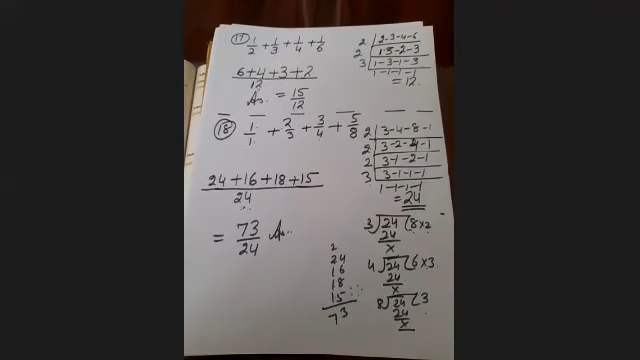 17) 1/2 + 1/3 + 1/4 + 1/6
6+4+3+2 / 12
Ans. = 15/12
2 | 2-3-4-6
2 | 1-3-2-3
3 | 1-3-1-3
1-1-1-1
= 12
18) 1/1 + 2/3 + 3/4 + 5/8
24+16+18+15 / 24
= 73/24 Ans.
2 | 3-4-8-1
2 | 3-2-4-1
2 | 3-1-2-1
3 | 3-1-1-1
1-1-1-1
= 24
3 ) 24 ( 8×2
24
x
4 ) 24 ( 6×3
24
x
8 ) 24 ( 3
24
x
2
24
16
18
15
73